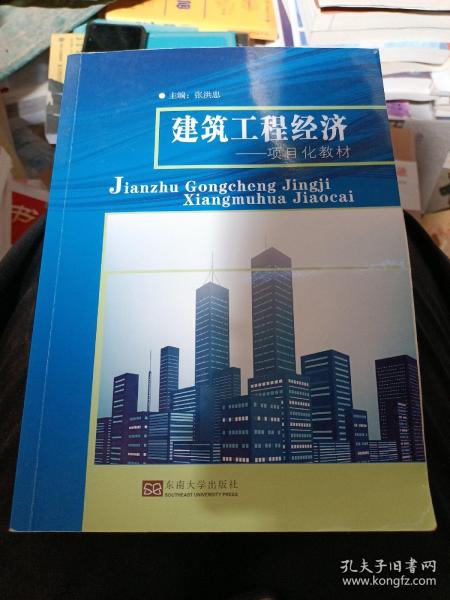 主编：张洪忠
建筑工程经济
——项目化教材
Jianzhu Gongcheng Jingji
Xiangmuhua Jiaocai
东南大学出版社
SOUTHEAST UNIVERSITY PRESS
孔夫子旧书网
www.kongfz.com